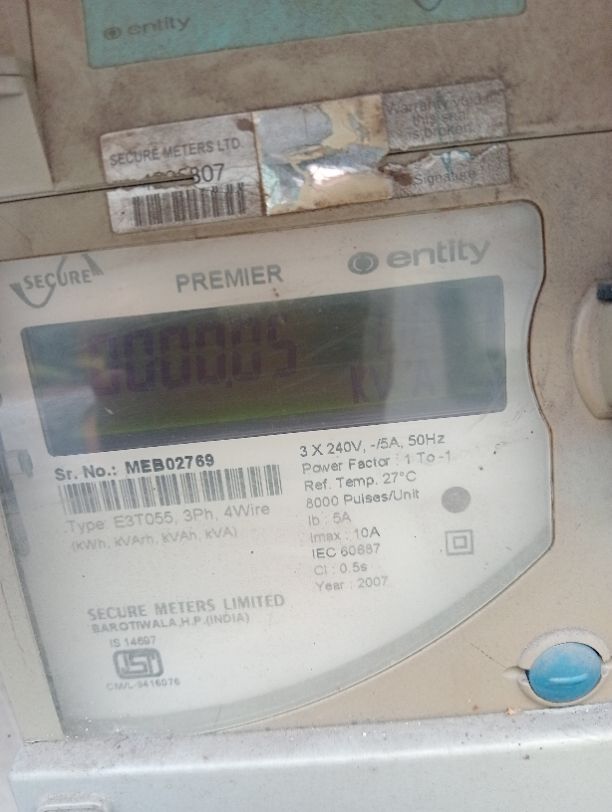 entity
SECURE METERS LTD.
807
Warranty void if
this seal
is broken.
Signature
SECURE
PREMIER
entity
000005
Sr. No.: MEB02769
Type: E3T055, 3Ph, 4Wire
(kWh, kVArh, kVAh, kVA)
3 X 240V, -/5A, 50Hz
Power Factor : 1 To -1
Ref. Temp. 27°C
8000 Pulses/Unit
Ib : 5A
Imax : 10A
IEC 60687
Cl : 0.5s
Year : 2007
SECURE METERS LIMITED
BAROTIWALA, H.P. (INDIA)
IS 14697
ISI
CM/L-9416076